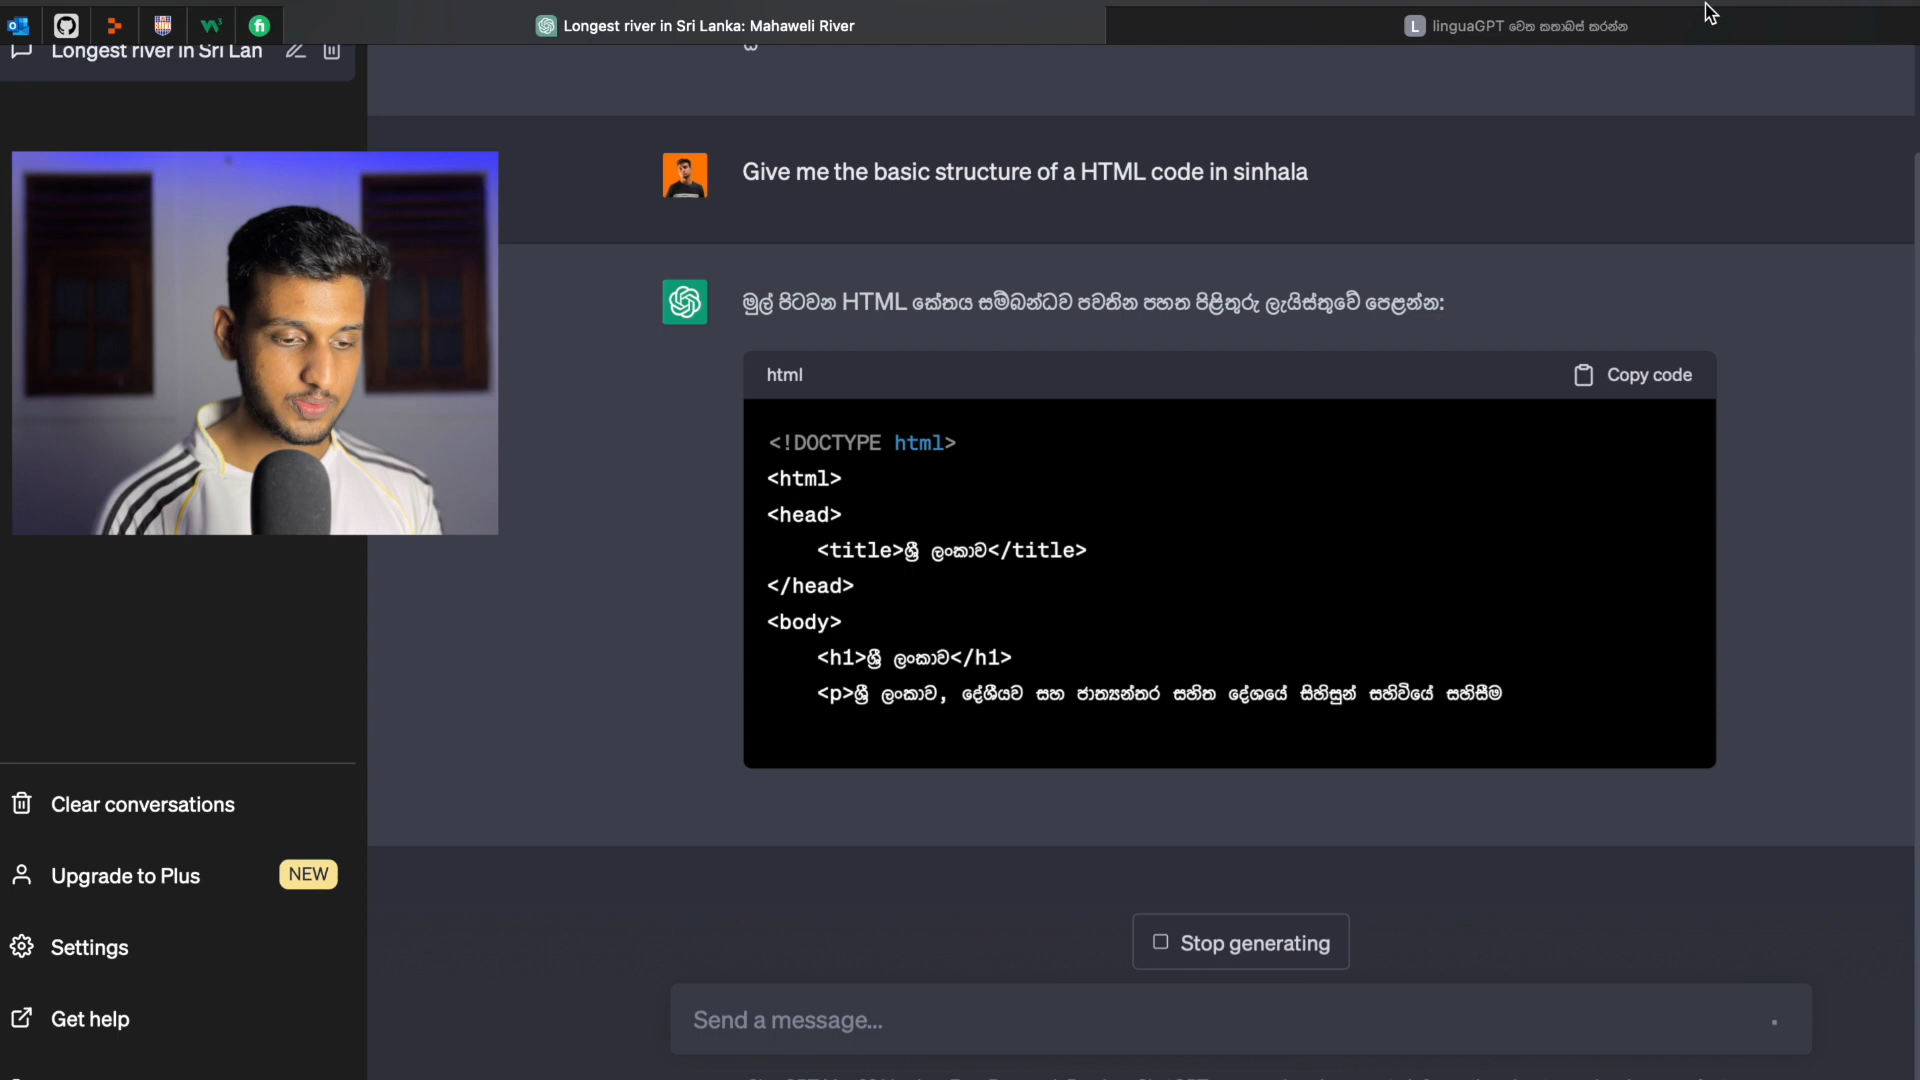 Longest river in Sri Lanka: Mahaweli River
linguaGPT වෙත කතාබස් කරන්න
Longest river in Sri Lan
Give me the basic structure of a HTML code in sinhala
මුල් පිටවන HTML කේතය සම්බන්ධව පවතින පහත පිළිතුරු ලැයිස්තුවේ පෙළන්න:
html
Copy code
<!DOCTYPE html>
<html>
<head>
<title>ශ්‍රී ලංකාව</title>
</head>
<body>
<h1>ශ්‍රී ලංකාව</h1>
<p>ශ්‍රී ලංකාව, දේශීයව සහ ජාත්‍යන්තර සහිත දේශයේ සිහිසුන් සහිවියේ සහිසීම
Clear conversations
Upgrade to Plus NEW
Settings
Get help
Stop generating
Send a message...